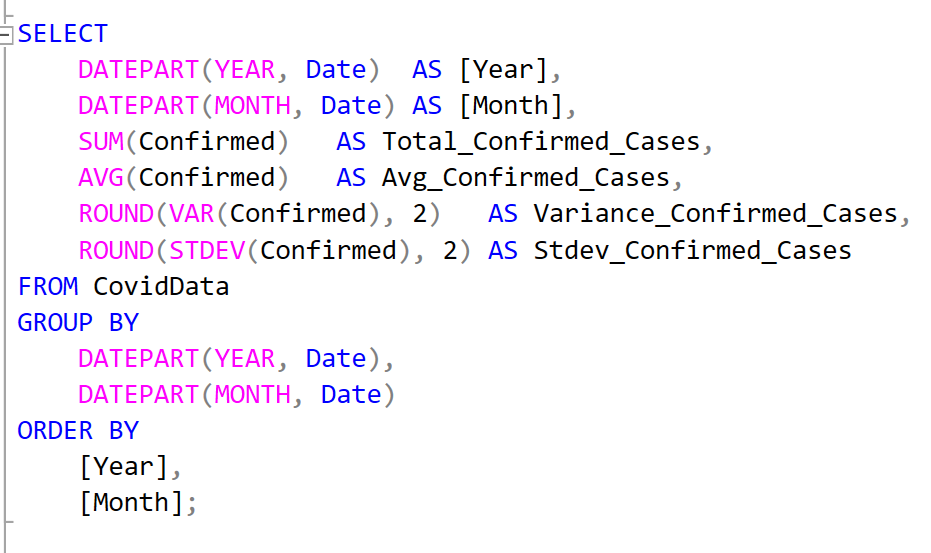 SELECT
    DATEPART(YEAR, Date)  AS [Year],
    DATEPART(MONTH, Date) AS [Month],
    SUM(Confirmed)   AS Total_Confirmed_Cases,
    AVG(Confirmed)   AS Avg_Confirmed_Cases,
    ROUND(VAR(Confirmed), 2)   AS Variance_Confirmed_Cases,
    ROUND(STDEV(Confirmed), 2) AS Stdev_Confirmed_Cases
FROM CovidData
GROUP BY
    DATEPART(YEAR, Date),
    DATEPART(MONTH, Date)
ORDER BY
    [Year],
    [Month];